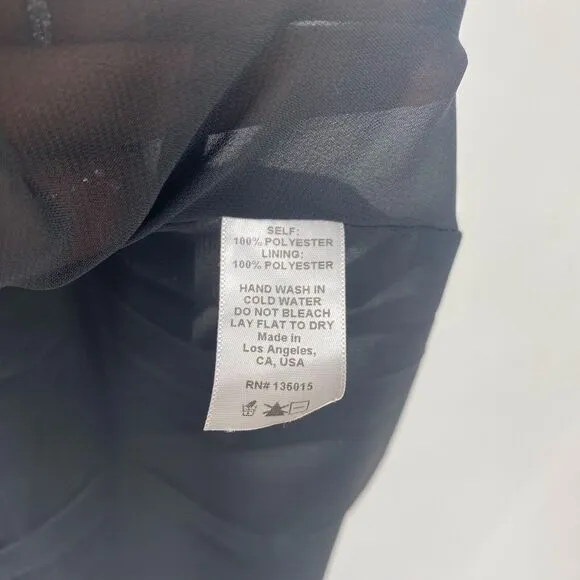 SELF:
100% POLYESTER
LINING:
100% POLYESTER
HAND WASH IN
COLD WATER
DO NOT BLEACH
LAY FLAT TO DRY
Made in
Los Angeles,
CA, USA
RN# 136015